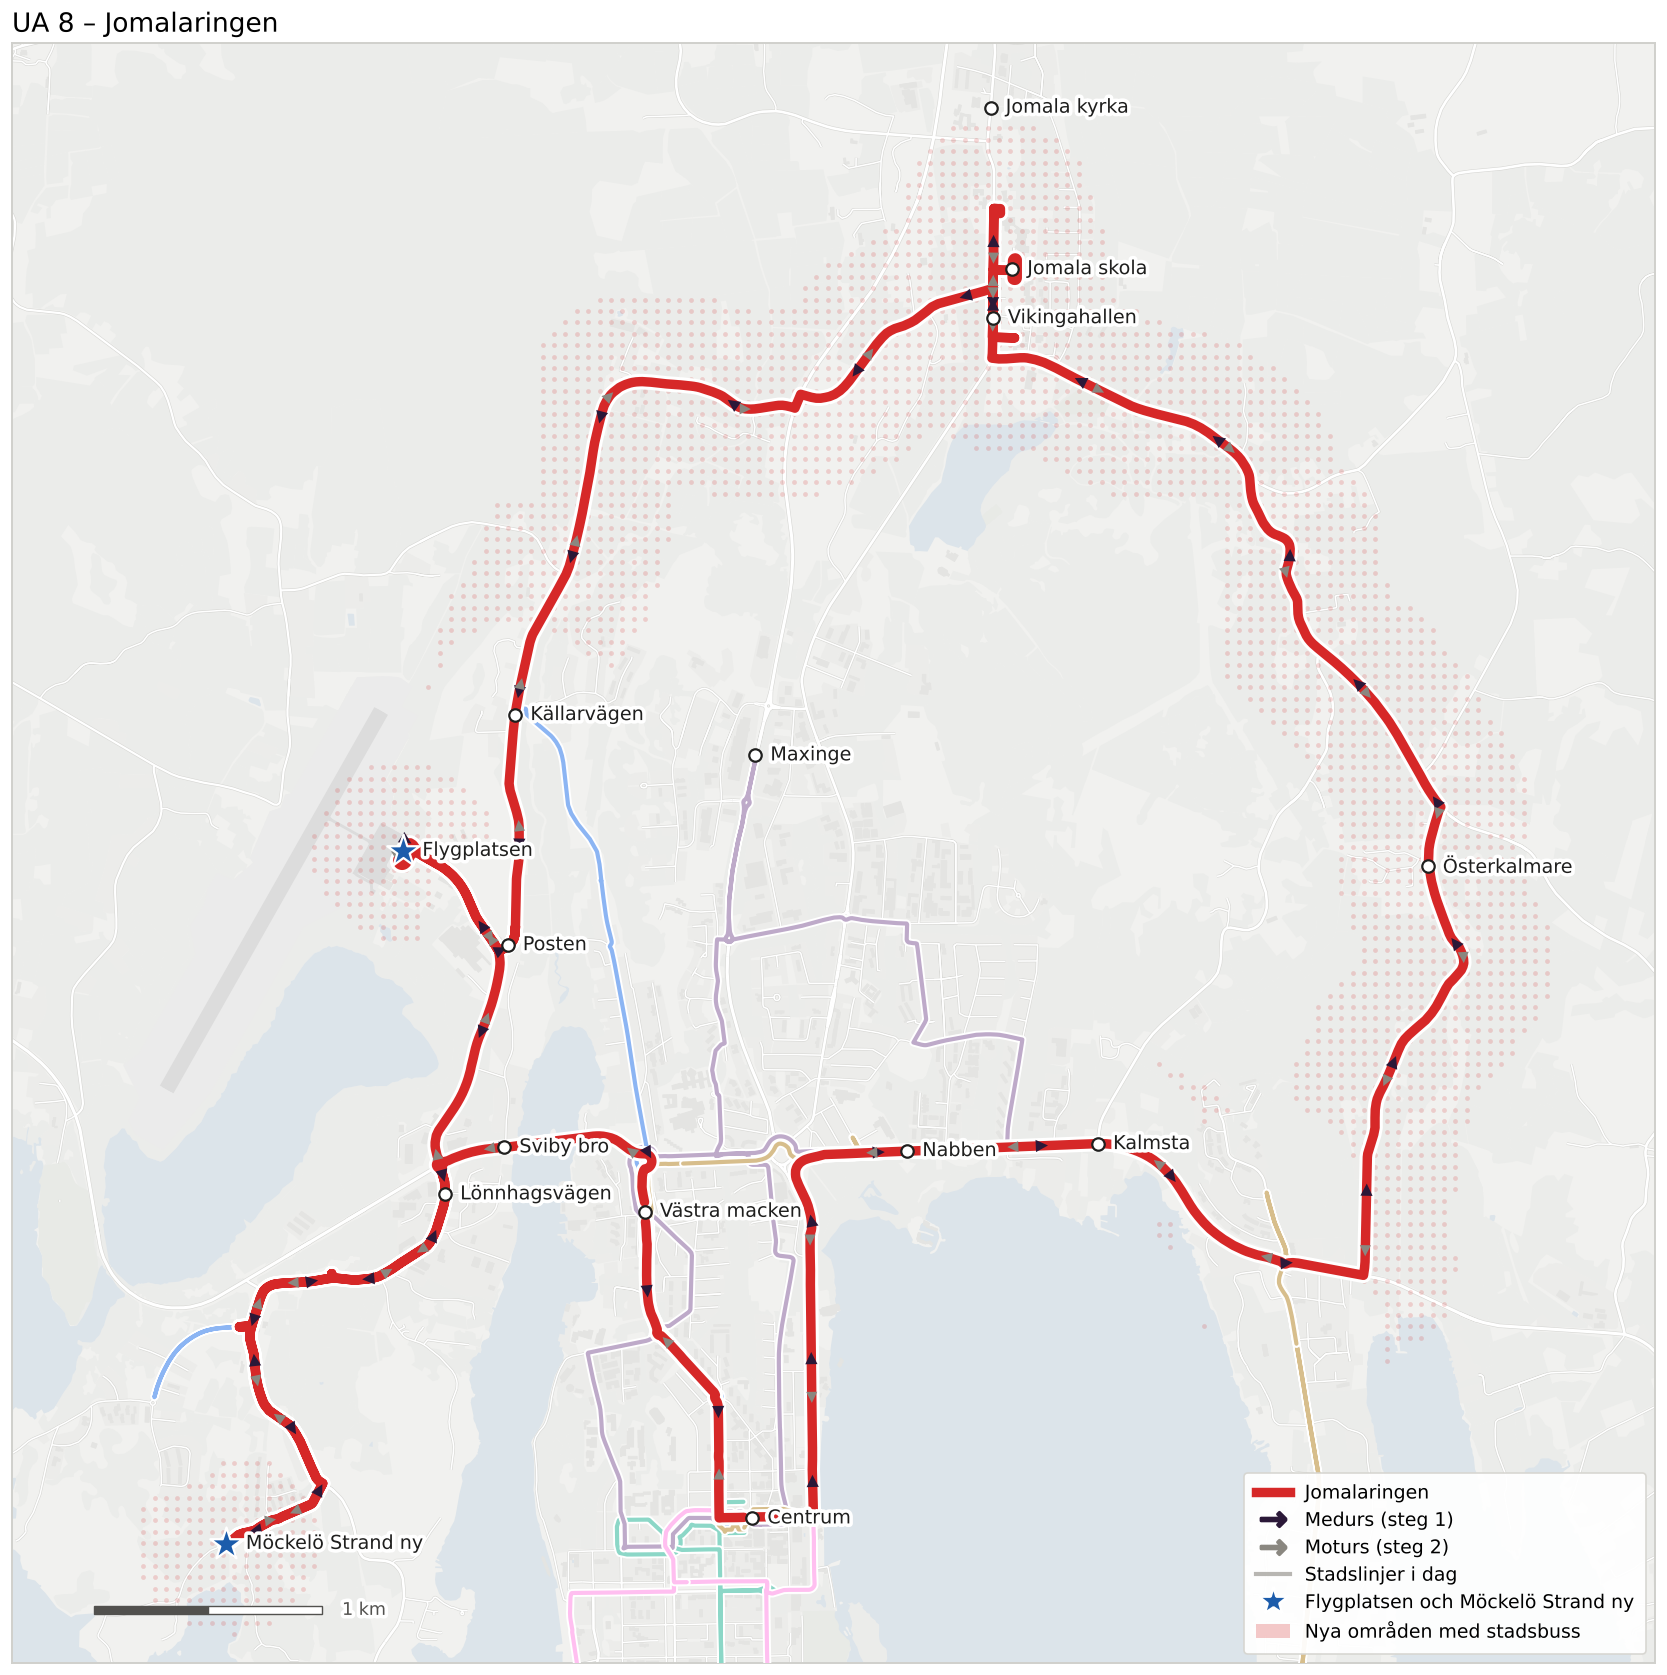 UA 8 – Jomalaringen
Jomala kyrka
Jomala skola
Vikingahallen
Källarvägen
Maxinge
Flygplatsen
Österkalmare
Posten
Sviby bro
Nabben
Kalmsta
Lönnhagsvägen
Västra macken
Centrum
Möckelö Strand ny
1 km
Jomalaringen
Medurs (steg 1)
Moturs (steg 2)
Stadslinjer i dag
Flygplatsen och Möckelö Strand ny
Nya områden med stadsbuss